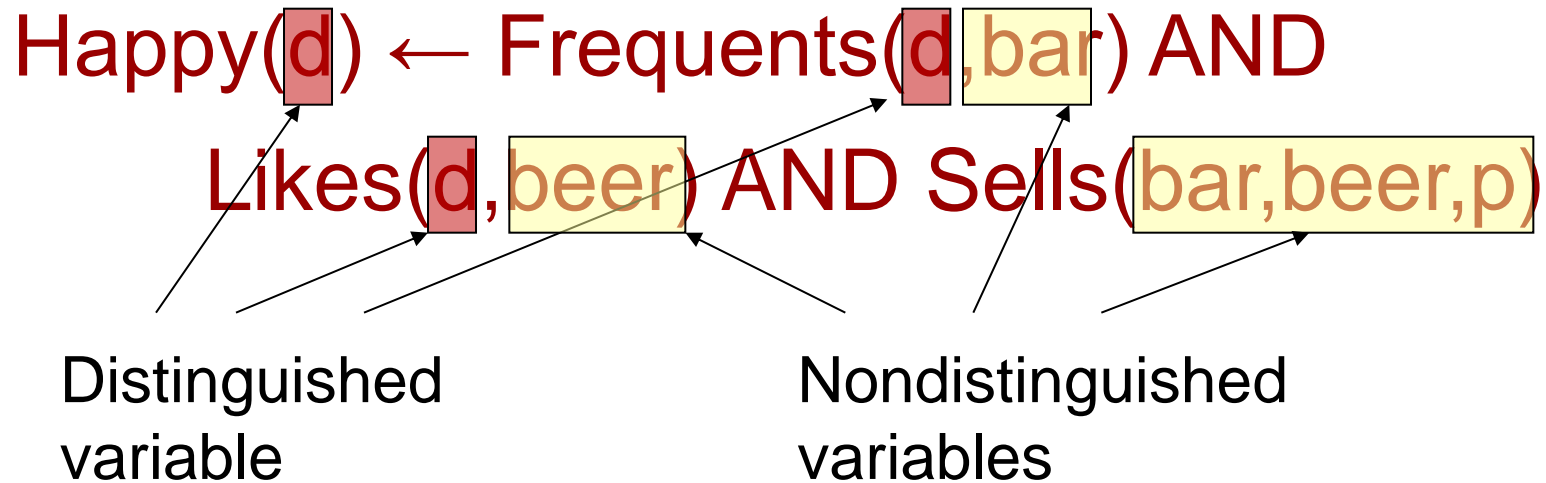 Happy(d) ← Frequents(d,bar) AND
Likes(d,beer) AND Sells(bar,beer,p)
Distinguished
variable
Nondistinguished
variables